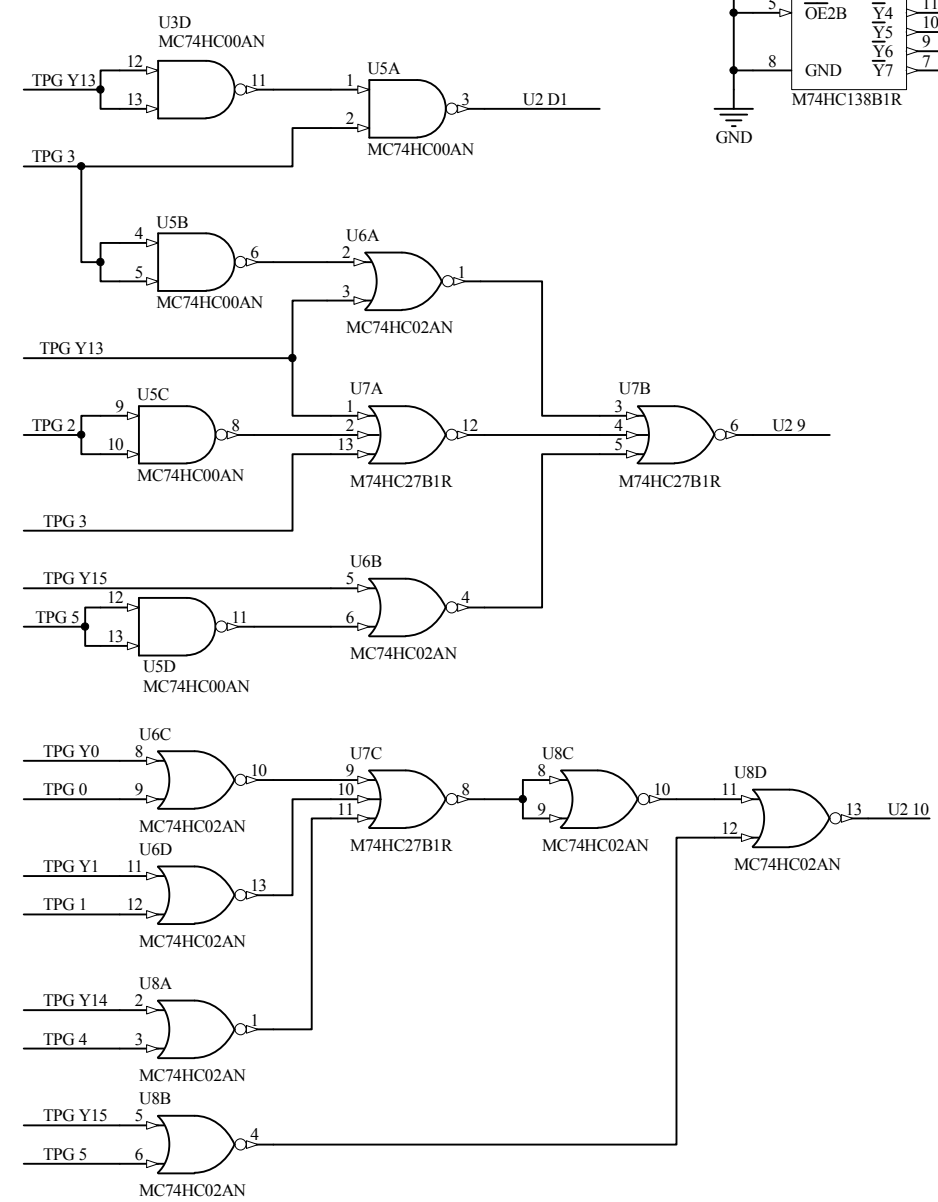 5 OE2B Y4 11
Y5 10
Y6 9
8 GND Y7 7
M74HC138B1R
GND
U3D
MC74HC00AN
TPG Y13 12 13 11
U5A
1 2 3 U2 D1
MC74HC00AN
TPG 3
U5B
4 5 6
MC74HC00AN
U6A
2 3 1
MC74HC02AN
TPG Y13
U5C
TPG 2 9 10 8
MC74HC00AN
U7A
1 2 13 12
M74HC27B1R
U7B
3 4 5 6 U2 9
M74HC27B1R
TPG 3
TPG Y15
TPG 5 12 13 11
U5D
MC74HC00AN
U6B
5 6 4
MC74HC02AN
U6C
TPG Y0 8
TPG 0 9 10
MC74HC02AN
U6D
TPG Y1 11
TPG 1 12 13
MC74HC02AN
U7C
9 10 11 8
M74HC27B1R
U8C
8 9 10
MC74HC02AN
U8D
11 12 13 U2 10
MC74HC02AN
U8A
TPG Y14 2
TPG 4 3 1
MC74HC02AN
U8B
TPG Y15 5
TPG 5 6 4
MC74HC02AN